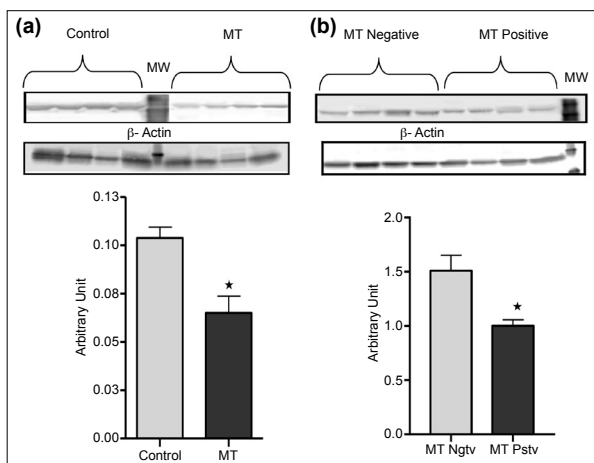 (a)
Control
MW
MT
β- Actin
Arbitrary Unit
0.13
0.10
0.08
0.05
0.03
0.00
Control
MT
(b)
MT Negative
MT Positive
MW
β- Actin
Arbitrary Unit
2.0
1.5
1.0
0.5
0.0
MT Ngtv
MT Pstv